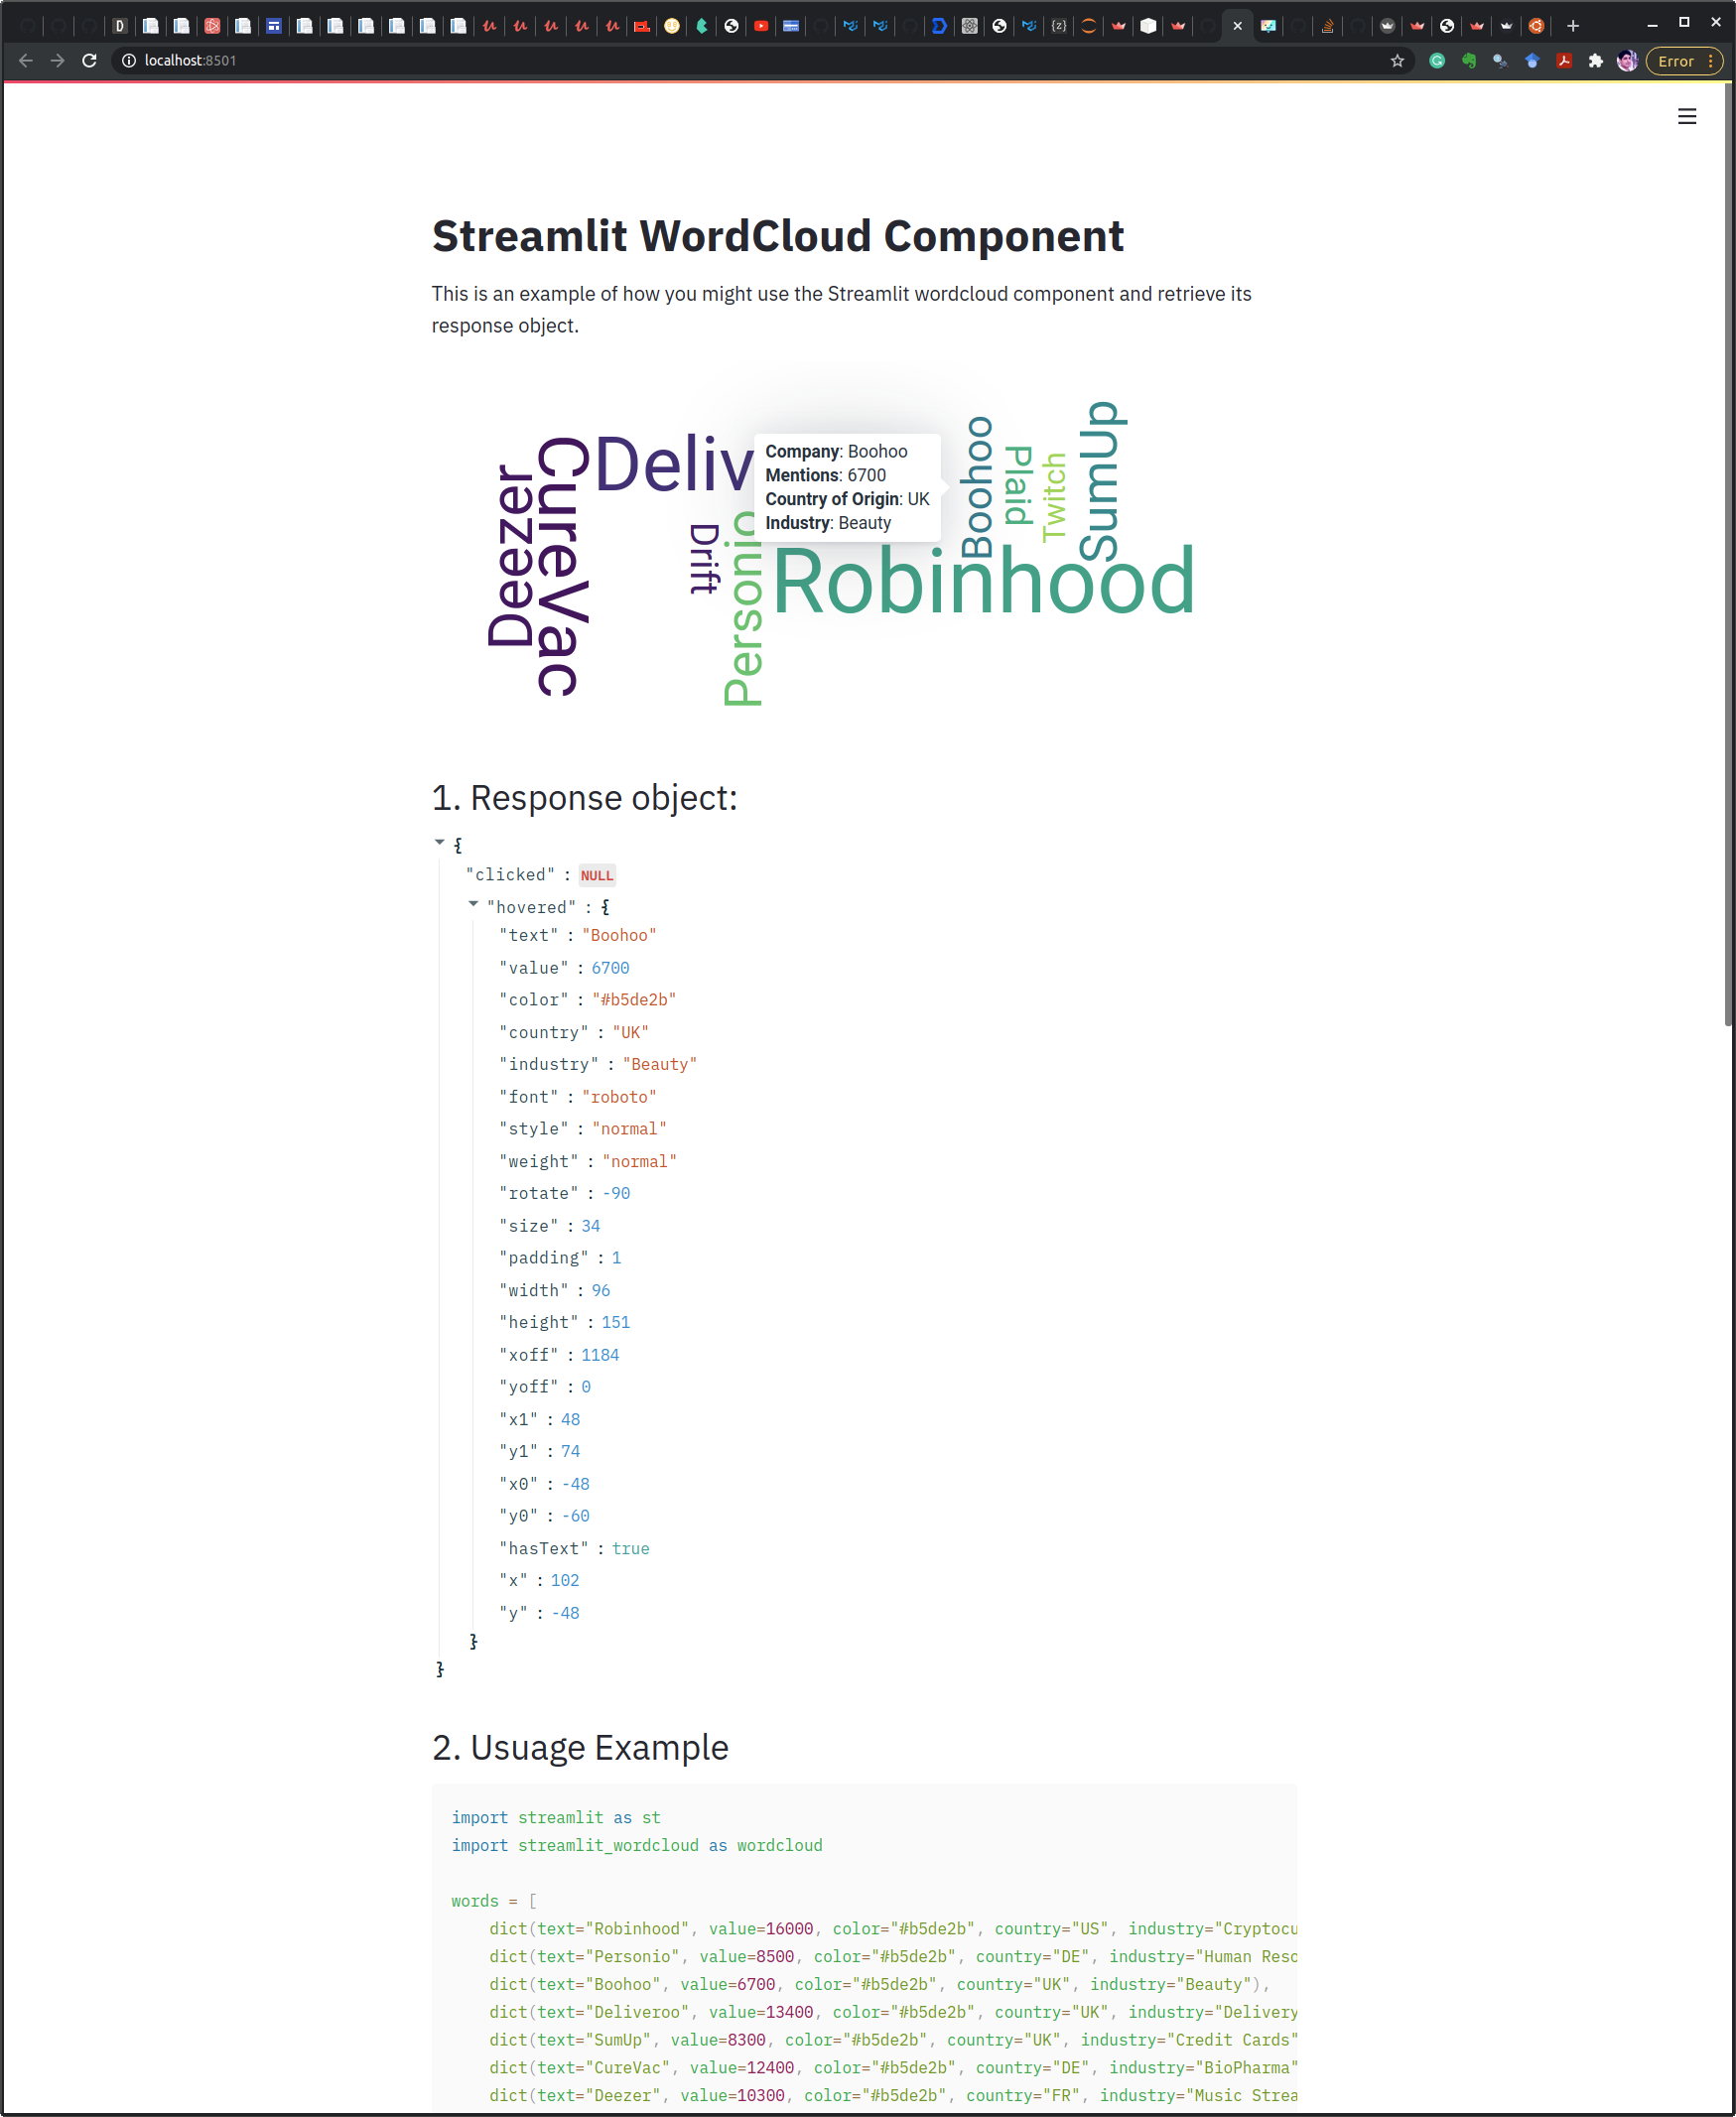 localhost:8501
Error
Streamlit WordCloud Component
This is an example of how you might use the Streamlit wordcloud component and retrieve its
response object.
Deezer
CureVac
Deliv
Drift
Personio
Company: Boohoo
Mentions: 6700
Country of Origin: UK
Industry: Beauty
Robinhood
Boohoo
Plaid
Twitch
SumUp
1. Response object:
{
"clicked" : NULL
"hovered" : {
"text" : "Boohoo"
"value" : 6700
"color" : "#b5de2b"
"country" : "UK"
"industry" : "Beauty"
"font" : "roboto"
"style" : "normal"
"weight" : "normal"
"rotate" : -90
"size" : 34
"padding" : 1
"width" : 96
"height" : 151
"xoff" : 1184
"yoff" : 0
"x1" : 48
"y1" : 74
"x0" : -48
"y0" : -60
"hasText" : true
"x" : 102
"y" : -48
}
}
2. Usuage Example
import streamlit as st
import streamlit_wordcloud as wordcloud
words = [
dict(text="Robinhood", value=16000, color="#b5de2b", country="US", industry="Cryptocu
dict(text="Personio", value=8500, color="#b5de2b", country="DE", industry="Human Reso
dict(text="Boohoo", value=6700, color="#b5de2b", country="UK", industry="Beauty"),
dict(text="Deliveroo", value=13400, color="#b5de2b", country="UK", industry="Delivery
dict(text="SumUp", value=8300, color="#b5de2b", country="UK", industry="Credit Cards"
dict(text="CureVac", value=12400, color="#b5de2b", country="DE", industry="BioPharma"
dict(text="Deezer", value=10300, color="#b5de2b", country="FR", industry="Music Strea